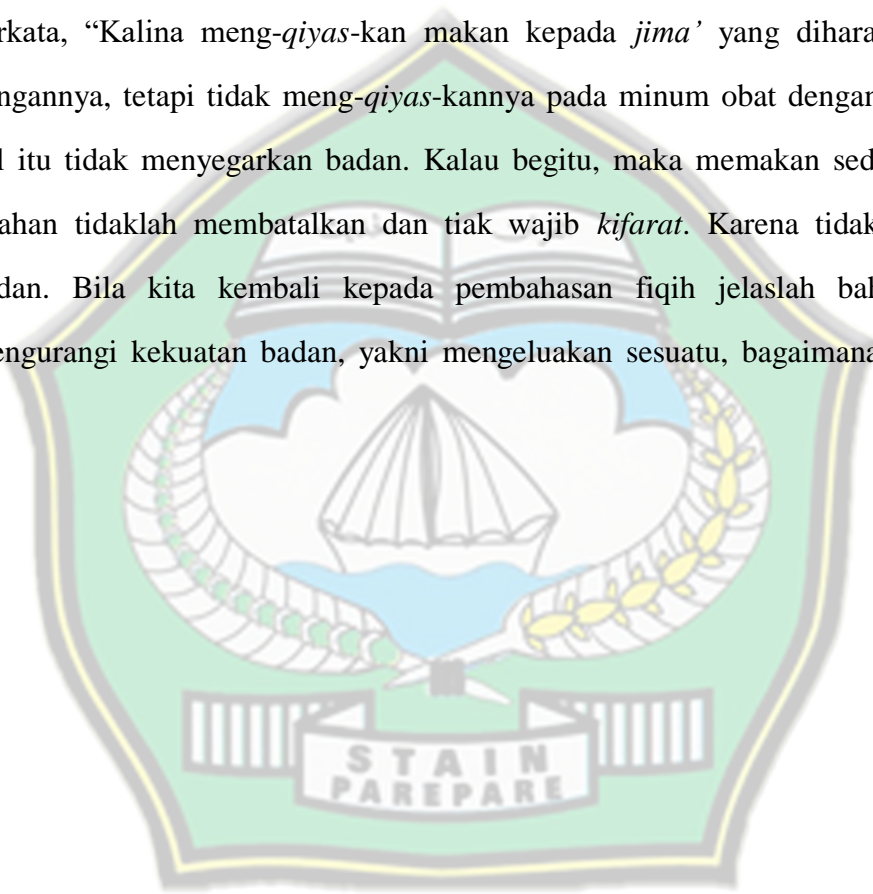 rkata, “Kalina meng-qiyas-kan makan kepada jima’ yang dihara
ngannya, tetapi tidak meng-qiyas-kannya pada minum obat dengan
l itu tidak menyegarkan badan. Kalau begitu, maka memakan sed
ahan tidaklah membatalkan dan tiak wajib kifarat. Karena tidak
dan. Bila kita kembali kepada pembahasan fiqih jelaslah bah
engurangi kekuatan badan, yakni mengeluakan sesuatu, bagaimana
STAIN
PAREPARE